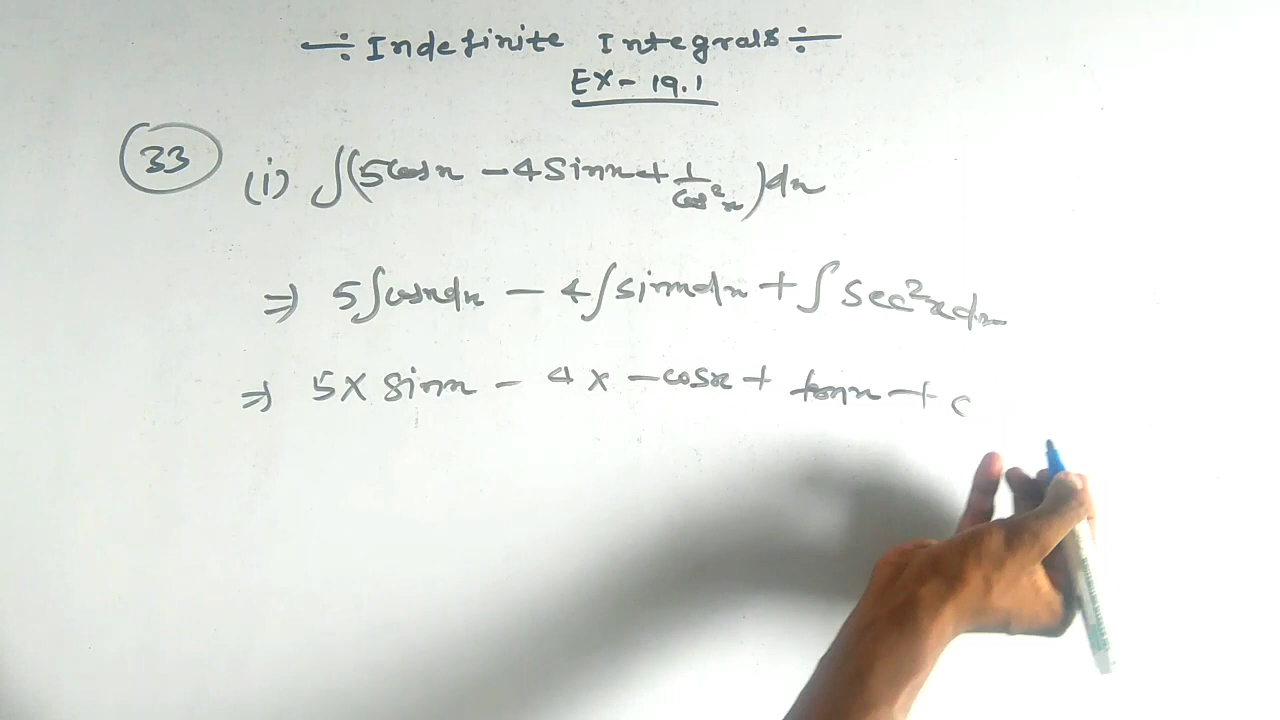 ÷ Indefinite Integrals ÷
EX- 19.1
33 (i) ∫(5cosx - 4sinx + 1/cos²x)dx
⇒ 5∫cosxdx - 4∫sinxdx + ∫sec²xdx
⇒ 5× sinx - 4× -cosx + tanx + c